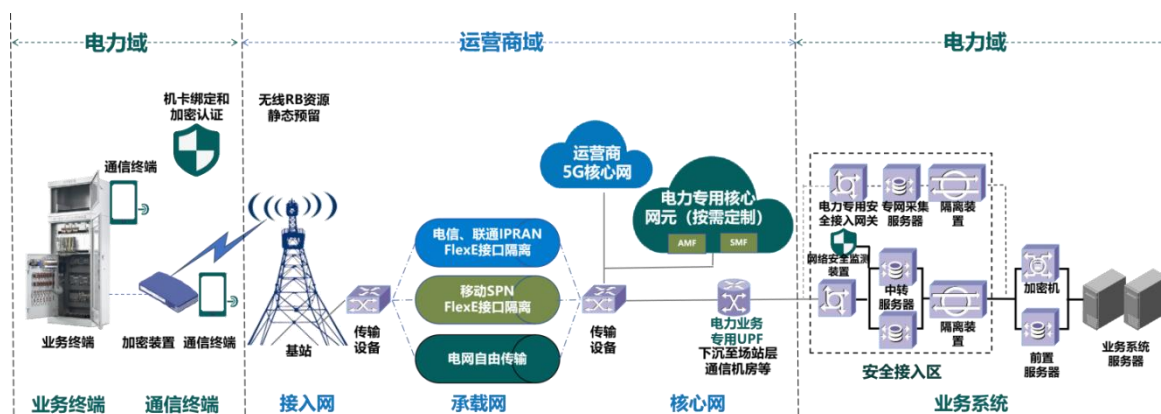 电力域
运营商域
电力域
机卡绑定和
加密认证
无线RB资源
静态预留
通信终端
业务终端
加密装置
通信终端
基站
传输
设备
电信、联通IPRAN
FlexE接口隔离
移动SPN
FlexE接口隔离
电网自由传输
传输
设备
运营商
5G核心网
电力专用核心
网元（按需定制）
AMF
SMF
电力业务
专用UPF
下沉至场站层
通信机房等
电力专用安
全接入网关
专网采集
服务器
隔离装
置
网络安全监测
装置
中转
服务器
隔离装
置
安全接入区
加密机
前置
服务器
业务系统
服务器
业务终端
通信终端
接入网
承载网
核心网
业务系统